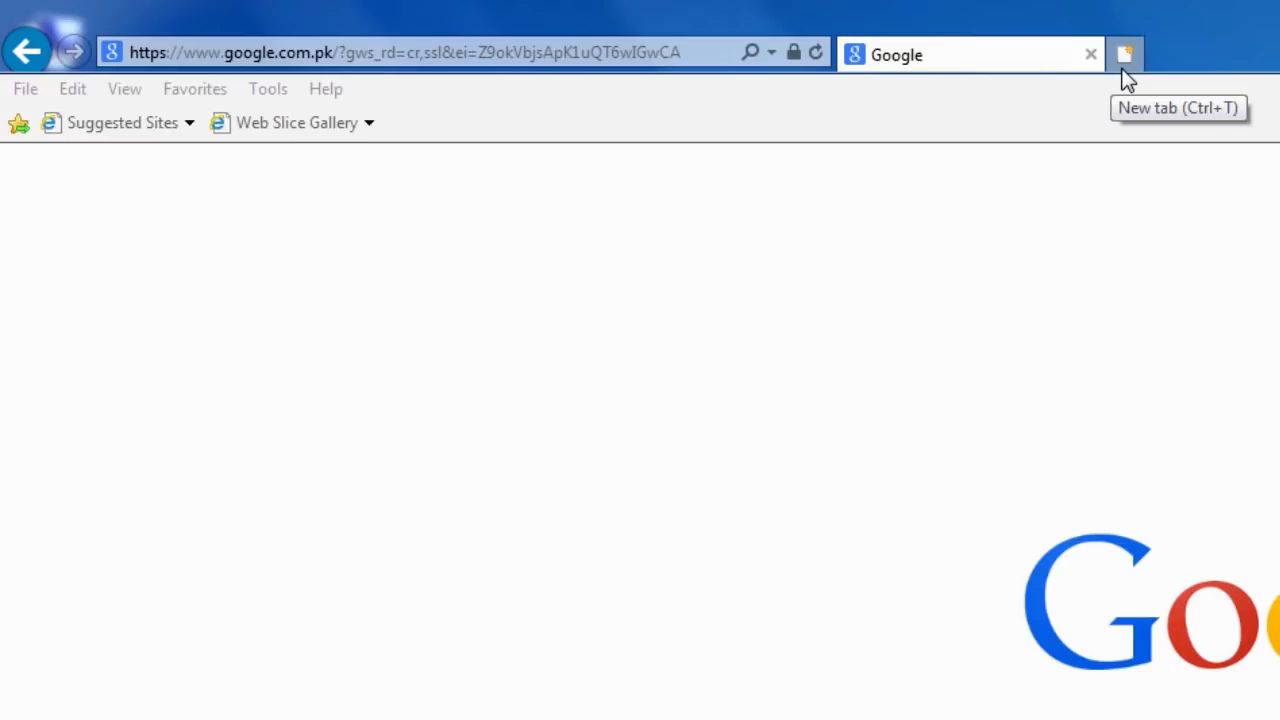 https://www.google.com.pk/?gws_rd=cr,ssl&ei=Z9okVbjsApK1uQT6wIGwCA
Google
New tab (Ctrl+T)
File Edit View Favorites Tools Help
Suggested Sites Web Slice Gallery
Go